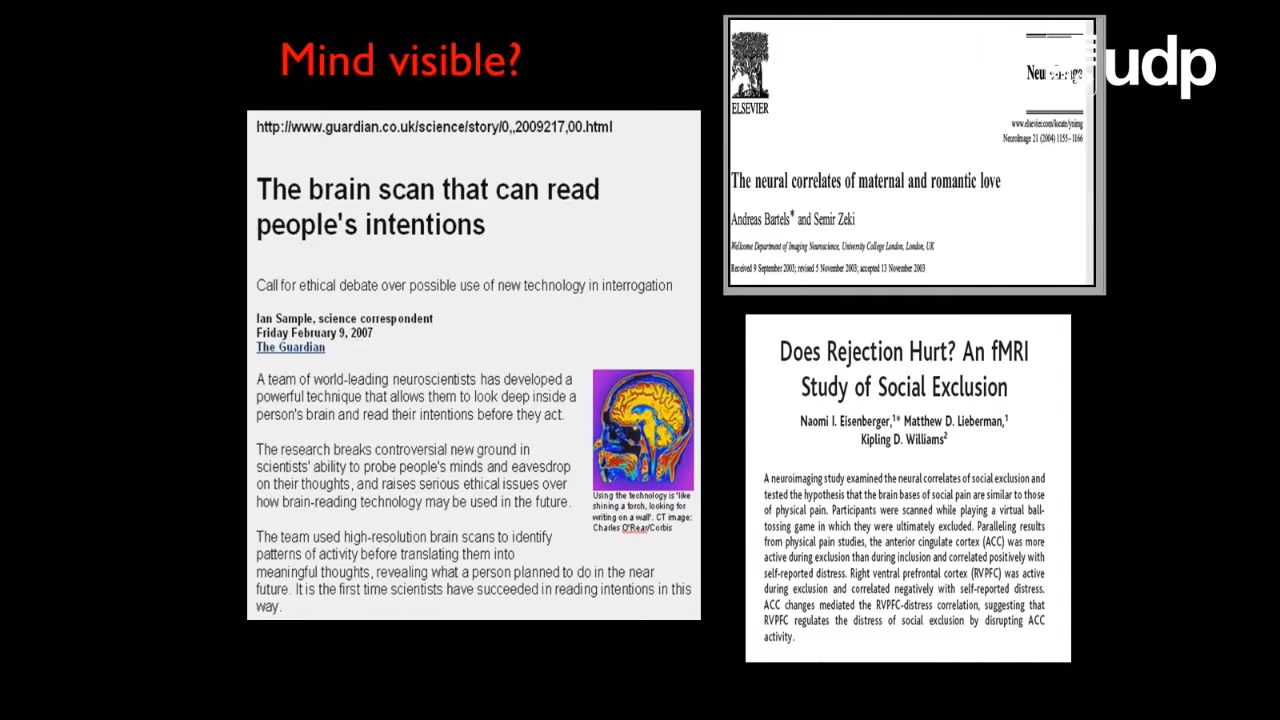 Mind visible?
http://www.guardian.co.uk/science/story/0,,2009217,00.html
The brain scan that can read
people's intentions
Call for ethical debate over possible use of new technology in interrogation
Ian Sample, science correspondent
Friday February 9, 2007
The Guardian
A team of world-leading neuroscientists has developed a
powerful technique that allows them to look deep inside a
person's brain and read their intentions before they act.
The research breaks controversial new ground in
scientists' ability to probe people's minds and eavesdrop
on their thoughts, and raises serious ethical issues over
how brain-reading technology may be used in the future.
Using the technology is 'like
shining a torch, looking for
writing on a wall'. CT image:
Charles O'Rear/Corbis
The team used high-resolution brain scans to identify
patterns of activity before translating them into
meaningful thoughts, revealing what a person planned to do in the near
future. It is the first time scientists have succeeded in reading intentions in this
way.
ELSEVIER
udp
www.elsevier.com/locate/ynimg
NeuroImage 21 (2004) 1155–1166
The neural correlates of maternal and romantic love
Andreas Bartels* and Semir Zeki
Wellcome Department of Imaging Neuroscience, University College London, London, UK
Received 9 September 2003; revised 5 November 2003; accepted 13 November 2003
Does Rejection Hurt? An fMRI
Study of Social Exclusion
Naomi I. Eisenberger,1* Matthew D. Lieberman,1
Kipling D. Williams2
A neuroimaging study examined the neural correlates of social exclusion and
tested the hypothesis that the brain bases of social pain are similar to those
of physical pain. Participants were scanned while playing a virtual ball-
tossing game in which they were ultimately excluded. Paralleling results
from physical pain studies, the anterior cingulate cortex (ACC) was more
active during exclusion than during inclusion and correlated positively with
self-reported distress. Right ventral prefrontal cortex (RVPFC) was active
during exclusion and correlated negatively with self-reported distress.
ACC changes mediated the RVPFC-distress correlation, suggesting that
RVPFC regulates the distress of social exclusion by disrupting ACC
activity.